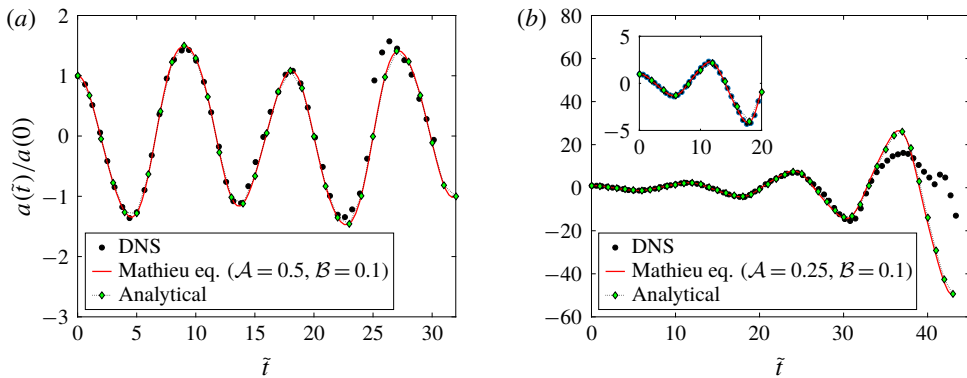 (a)
2
1
0
−1
−2
−3
a(t̃)/a(0)
DNS
Mathieu eq. (𝒜 = 0.5, ℬ = 0.1)
Analytical
0 5 10 15 20 25 30
t̃
(b)
80
60
40
20
0
−20
−40
−60
5
0
−5
0 10 20
DNS
Mathieu eq. (𝒜 = 0.25, ℬ = 0.1)
Analytical
0 10 20 30 40
t̃